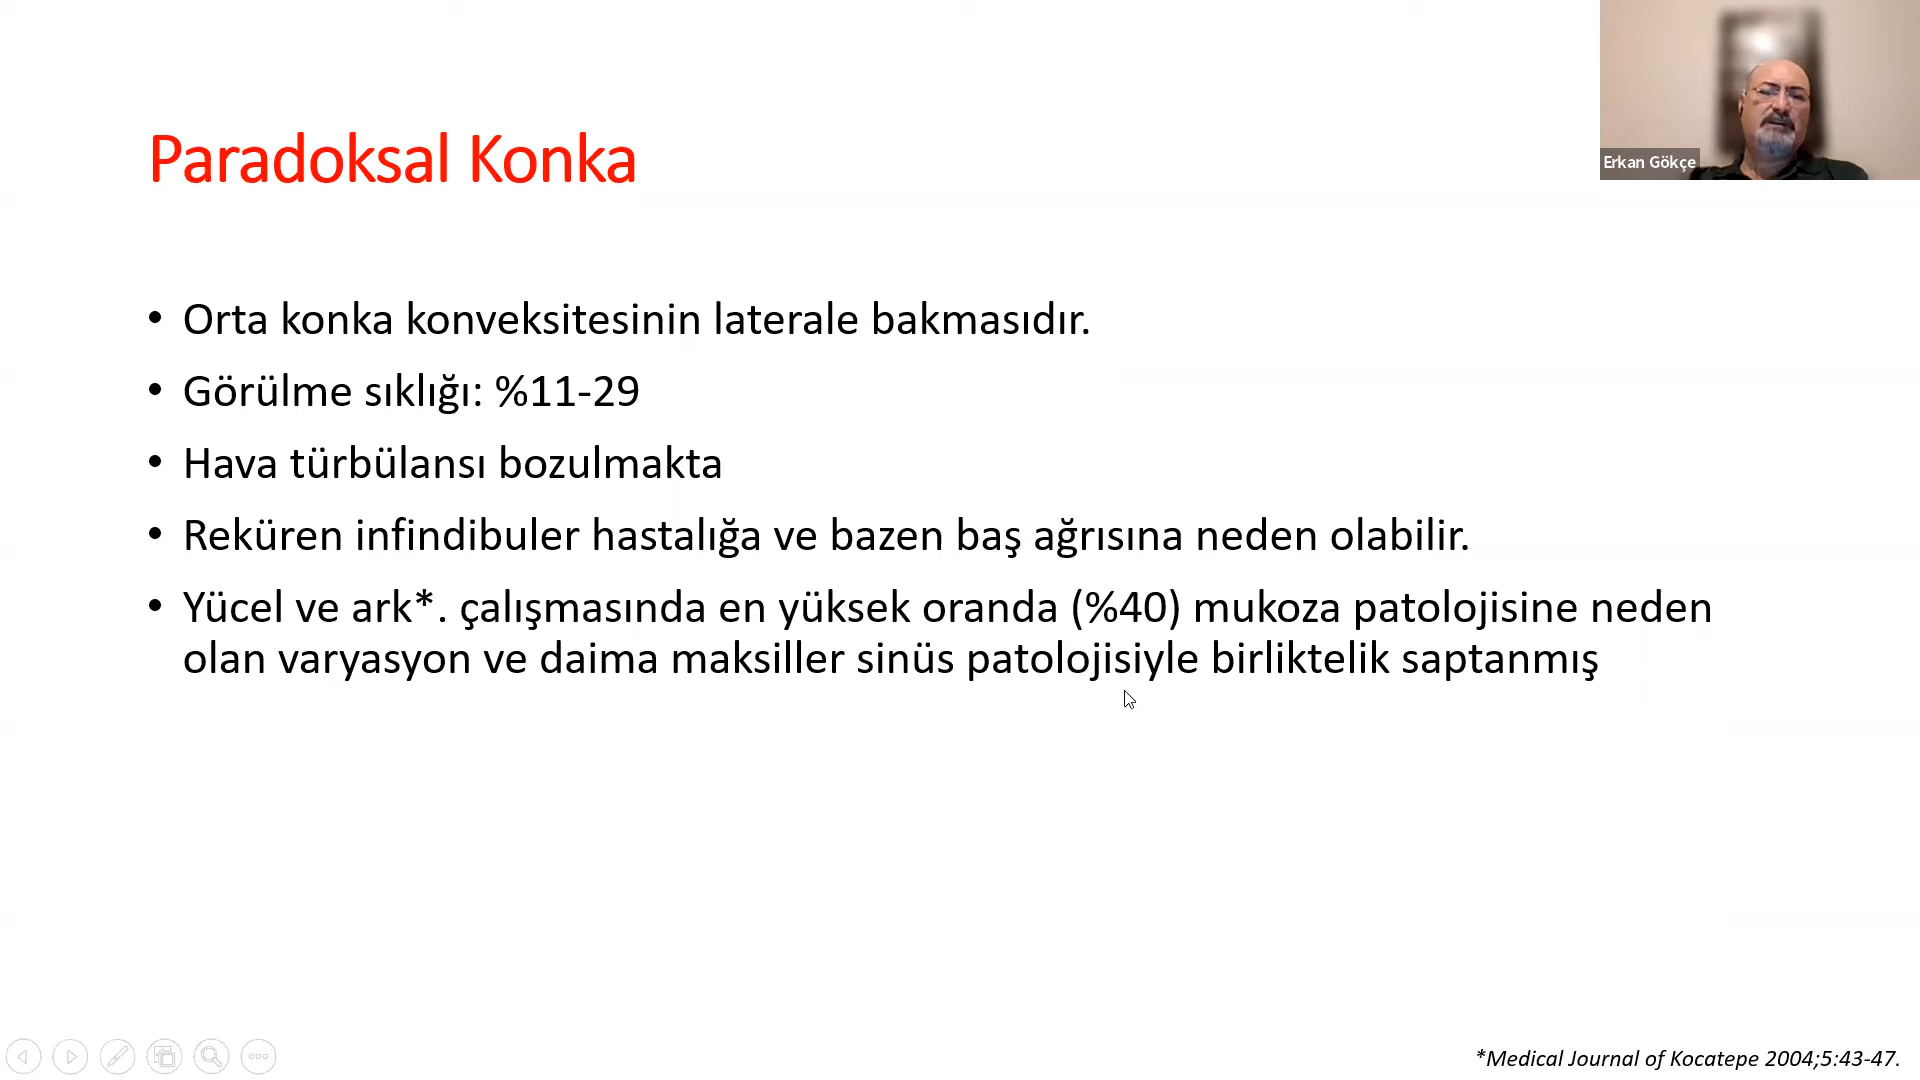 Paradoksal Konka
Erkan Gökçe
• Orta konka konveksitesinin laterale bakmasıdır.
• Görülme sıklığı: %11-29
• Hava türbülansı bozulmakta
• Reküren infindibuler hastalığa ve bazen baş ağrısına neden olabilir.
• Yücel ve ark*. çalışmasında en yüksek oranda (%40) mukoza patolojisine neden
olan varyasyon ve daima maksiller sinüs patolojisiyle birliktelik saptanmış
*Medical Journal of Kocatepe 2004;5:43-47.